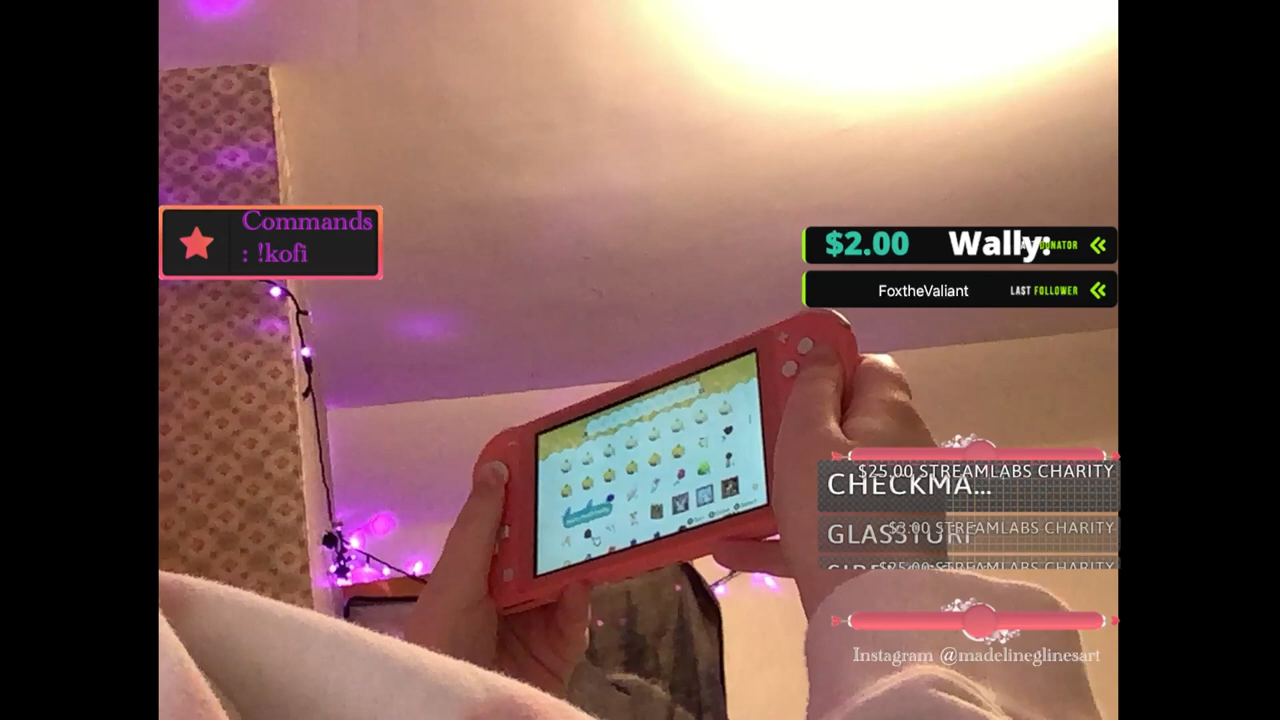 Commands
: !kofi
$2.00 Wally:
FoxtheValiant LAST FOLLOWER
$25.00 STREAMLABS CHARITY
CHECKMA...
$3.00 STREAMLABS CHARITY
$25.00 STREAMLABS CHARITY
Instagram @madelineglinesart